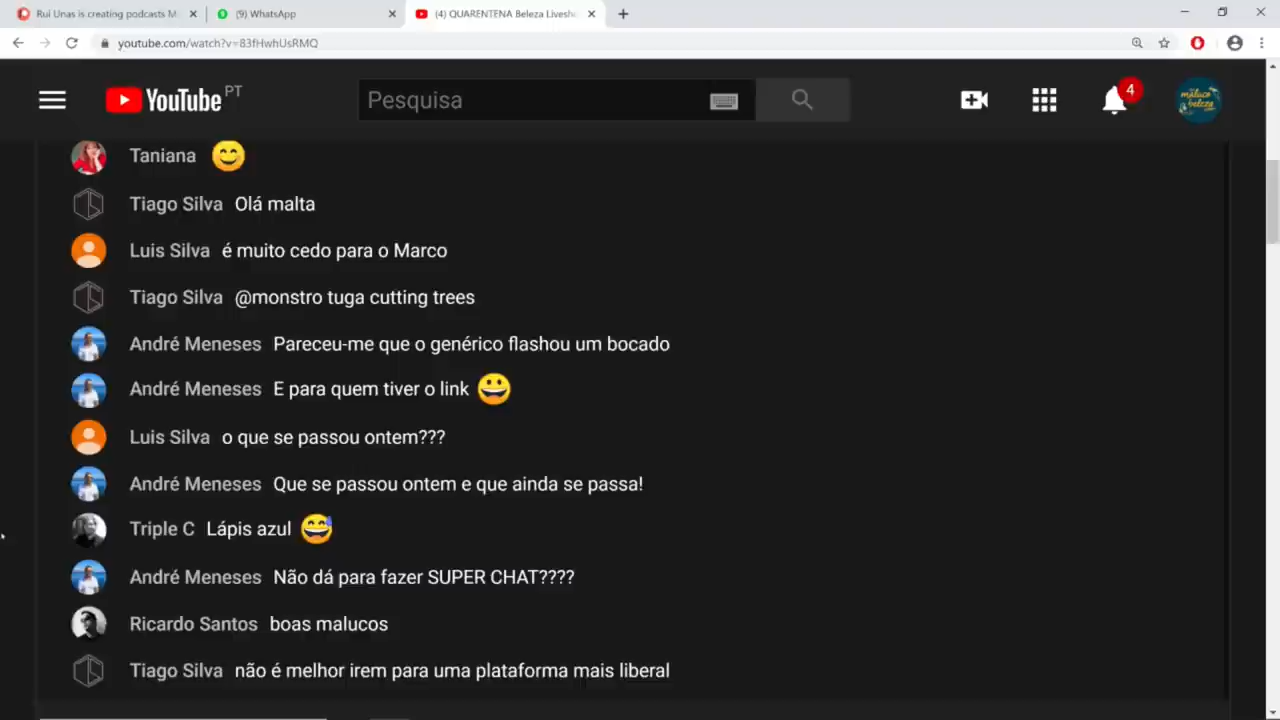 Rui Unas is creating podcasts M
(9) WhatsApp
(4) QUARENTENA Beleza Livesh
youtube.com/watch?v=83fHwhUsRMQ
YouTube PT
Pesquisa
4
maluco beleza
Taniana 😊
Tiago Silva Olá malta
Luis Silva é muito cedo para o Marco
Tiago Silva @monstro tuga cutting trees
André Meneses Pareceu-me que o genérico flashou um bocado
André Meneses E para quem tiver o link 😀
Luis Silva o que se passou ontem???
André Meneses Que se passou ontem e que ainda se passa!
Triple C Lápis azul 😅
André Meneses Não dá para fazer SUPER CHAT????
Ricardo Santos boas malucos
Tiago Silva não é melhor irem para uma plataforma mais liberal